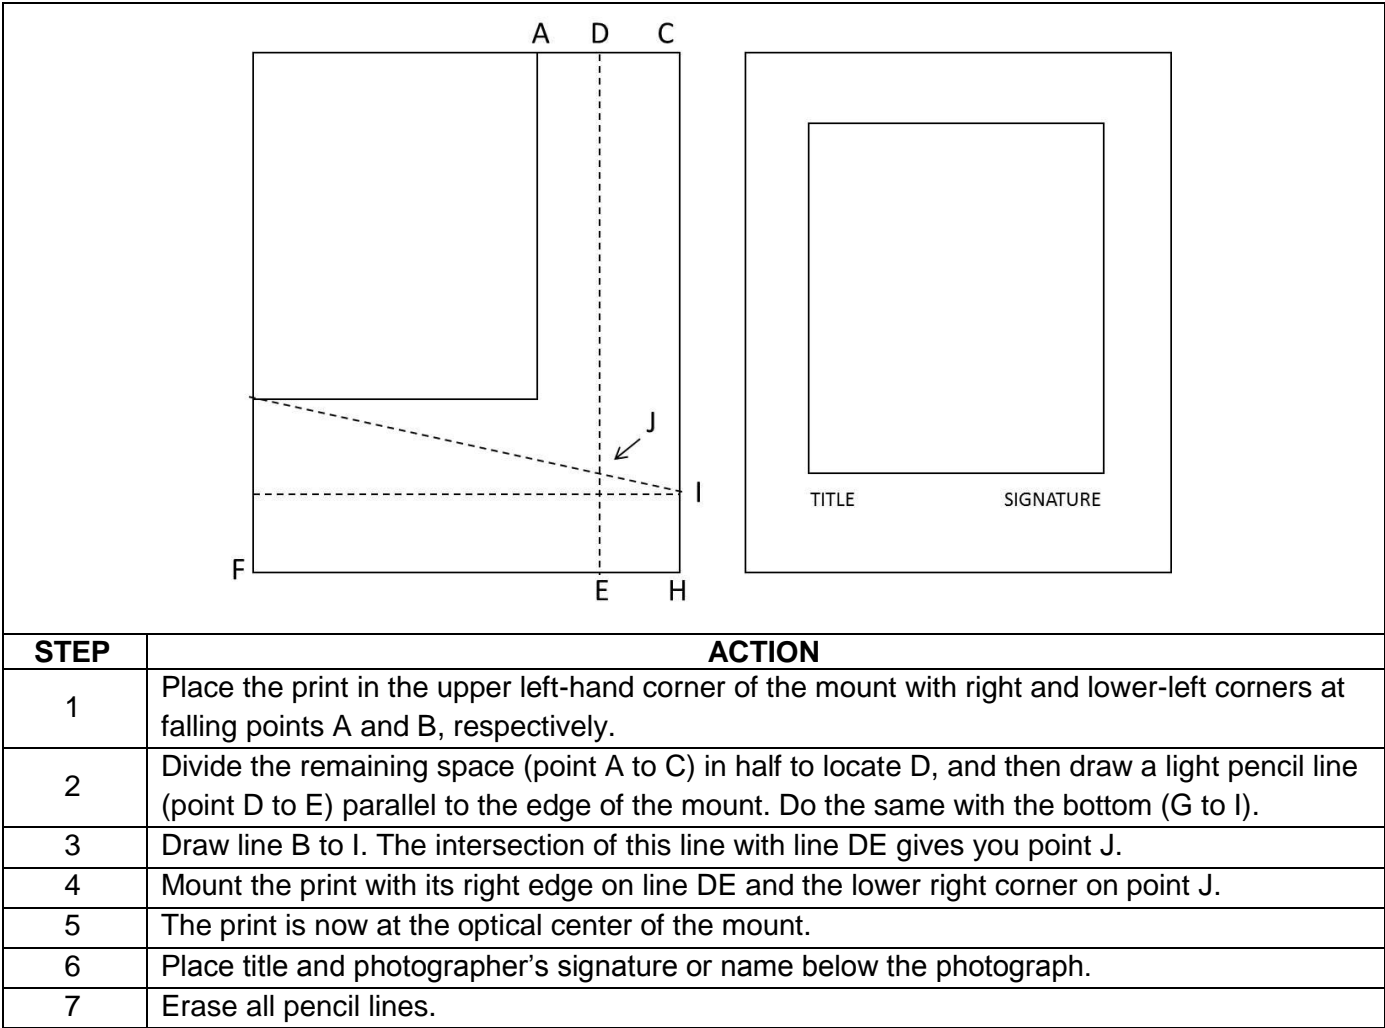 A D C
J
I
TITLE SIGNATURE
F
E H
STEP ACTION
1 Place the print in the upper left-hand corner of the mount with right and lower-left corners at
falling points A and B, respectively.
2 Divide the remaining space (point A to C) in half to locate D, and then draw a light pencil line
(point D to E) parallel to the edge of the mount. Do the same with the bottom (G to I).
3 Draw line B to I. The intersection of this line with line DE gives you point J.
4 Mount the print with its right edge on line DE and the lower right corner on point J.
5 The print is now at the optical center of the mount.
6 Place title and photographer’s signature or name below the photograph.
7 Erase all pencil lines.